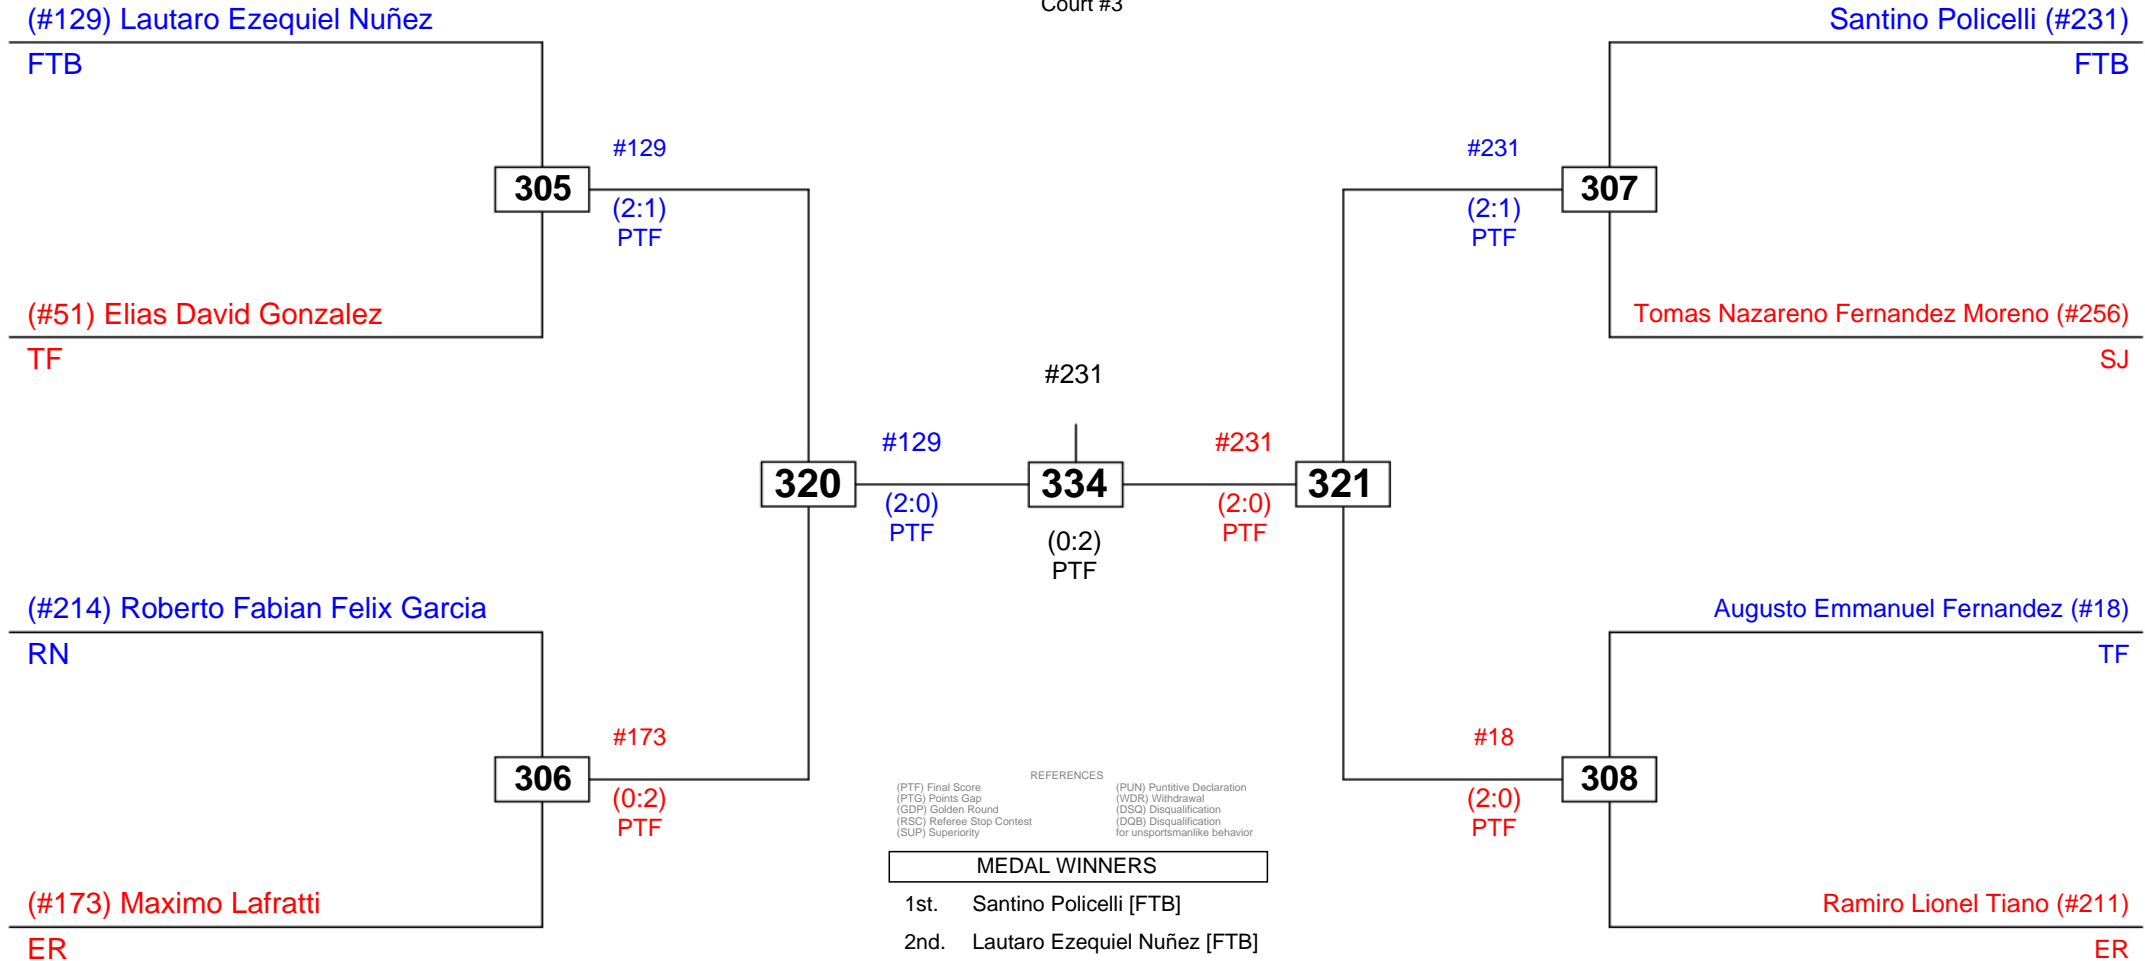 Court #3
(#129) Lautaro Ezequiel Nuñez
FTB
Santino Policelli (#231)
FTB
#129
305
(2:1)
PTF
#231
307
(2:1)
PTF
(#51) Elias David Gonzalez
TF
Tomas Nazareno Fernandez Moreno (#256)
SJ
#231
#129
320
(2:0)
PTF
334
(0:2)
PTF
#231
321
(2:0)
PTF
(#214) Roberto Fabian Felix Garcia
RN
Augusto Emmanuel Fernandez (#18)
TF
#173
306
(0:2)
PTF
#18
308
(2:0)
PTF
(#173) Maximo Lafratti
ER
Ramiro Lionel Tiano (#211)
ER
REFERENCES
(PTF) Final Score
(PTG) Points Gap
(GDP) Golden Round
(RSC) Referee Stop Contest
(SUP) Superiority
(PUN) Puntitive Declaration
(WDR) Withdrawal
(DSQ) Disqualification
(DQB) Disqualification
for unsportsmanlike behavior
MEDAL WINNERS
1st. Santino Policelli [FTB]
2nd. Lautaro Ezequiel Nuñez [FTB]